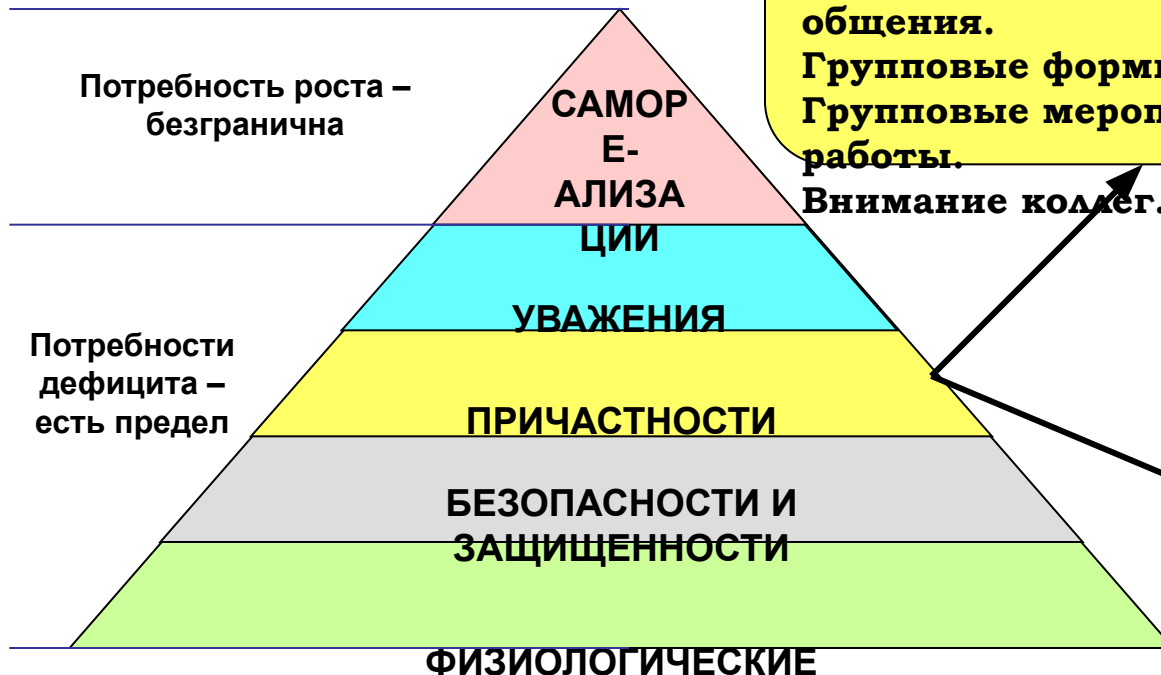 общения.
Групповые форм
Групповые мероп
работы.
Внимание коллег.
Потребность роста –
безгранична
САМОР
Е-
АЛИЗА
ЦИИ
УВАЖЕНИЯ
Потребности
дефицита –
есть предел
ПРИЧАСТНОСТИ
БЕЗОПАСНОСТИ И
ЗАЩИЩЕННОСТИ
ФИЗИОЛОГИЧЕСКИЕ